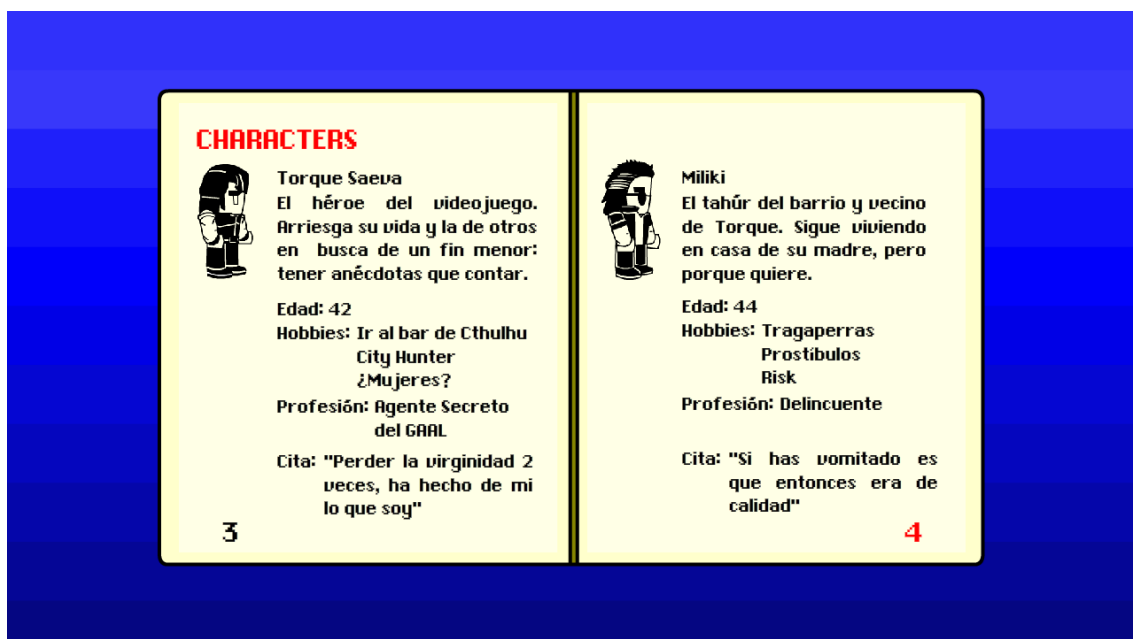 CHARACTERS
Torque Saeva
El héroe del videojuego.
Arriesga su vida y la de otros
en busca de un fin menor:
tener anécdotas que contar.
Edad: 42
Hobbies: Ir al bar de Cthulhu
City Hunter
¿Mujeres?
Profesión: Agente Secreto
del GAAL
Cita: "Perder la virginidad 2
veces, ha hecho de mi
lo que soy"
3
Miliki
El tahúr del barrio y vecino
de Torque. Sigue viviendo
en casa de su madre, pero
porque quiere.
Edad: 44
Hobbies: Tragaperras
Prostíbulos
Risk
Profesión: Delincuente
Cita: "Si has vomitado es
que entonces era de
calidad"
4